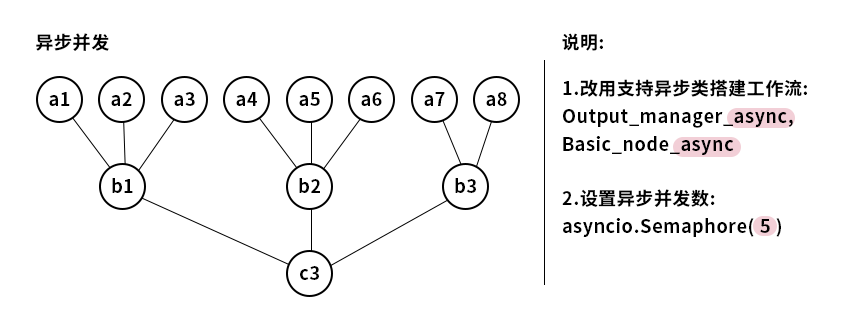 异步并发
a1 a2 a3 a4 a5 a6 a7 a8
b1 b2 b3
c3
说明:
1.改用支持异步类搭建工作流:
Output_manager_async,
Basic_node_async
2.设置异步并发数:
asyncio.Semaphore( 5 )